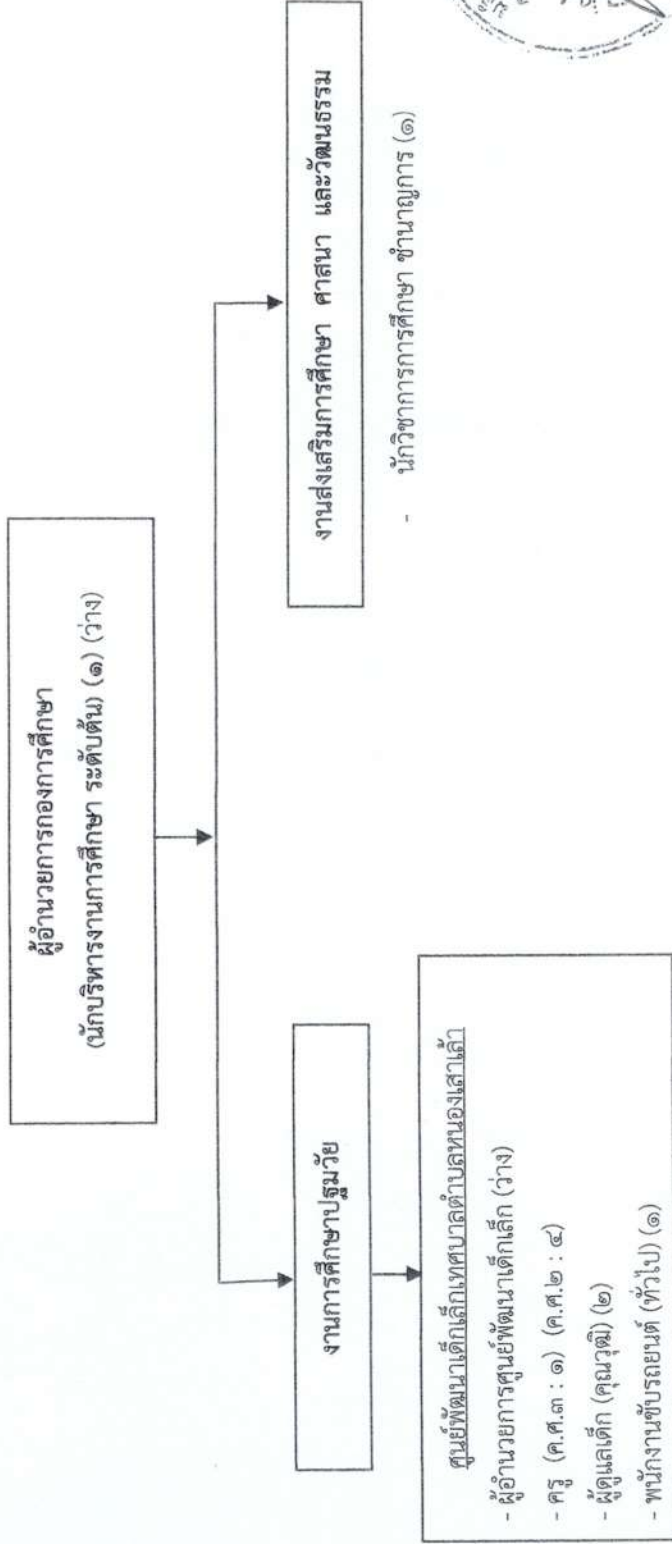 ผู้อำนวยการกองการศึกษา
(นักบริหารงานการศึกษา ระดับต้น) (๑) (ว่าง)
งานการศึกษาปฐมวัย
งานส่งเสริมการศึกษา ศาสนา และวัฒนธรรม
- นักวิชาการการศึกษา ชำนาญการ (๑)
ศูนย์พัฒนาเด็กเล็กเทศบาลตำบลหนองเสาเล้า
- ผู้อำนวยการศูนย์พัฒนาเด็กเล็ก (ว่าง)
- ครู (ค.ศ.๓ : ๑) (ค.ศ.๒ : ๔)
- ผู้ดูแลเด็ก (คุณวุฒิ) (๒)
- พนักงานขับรถยนต์ (ทั่วไป) (๑)